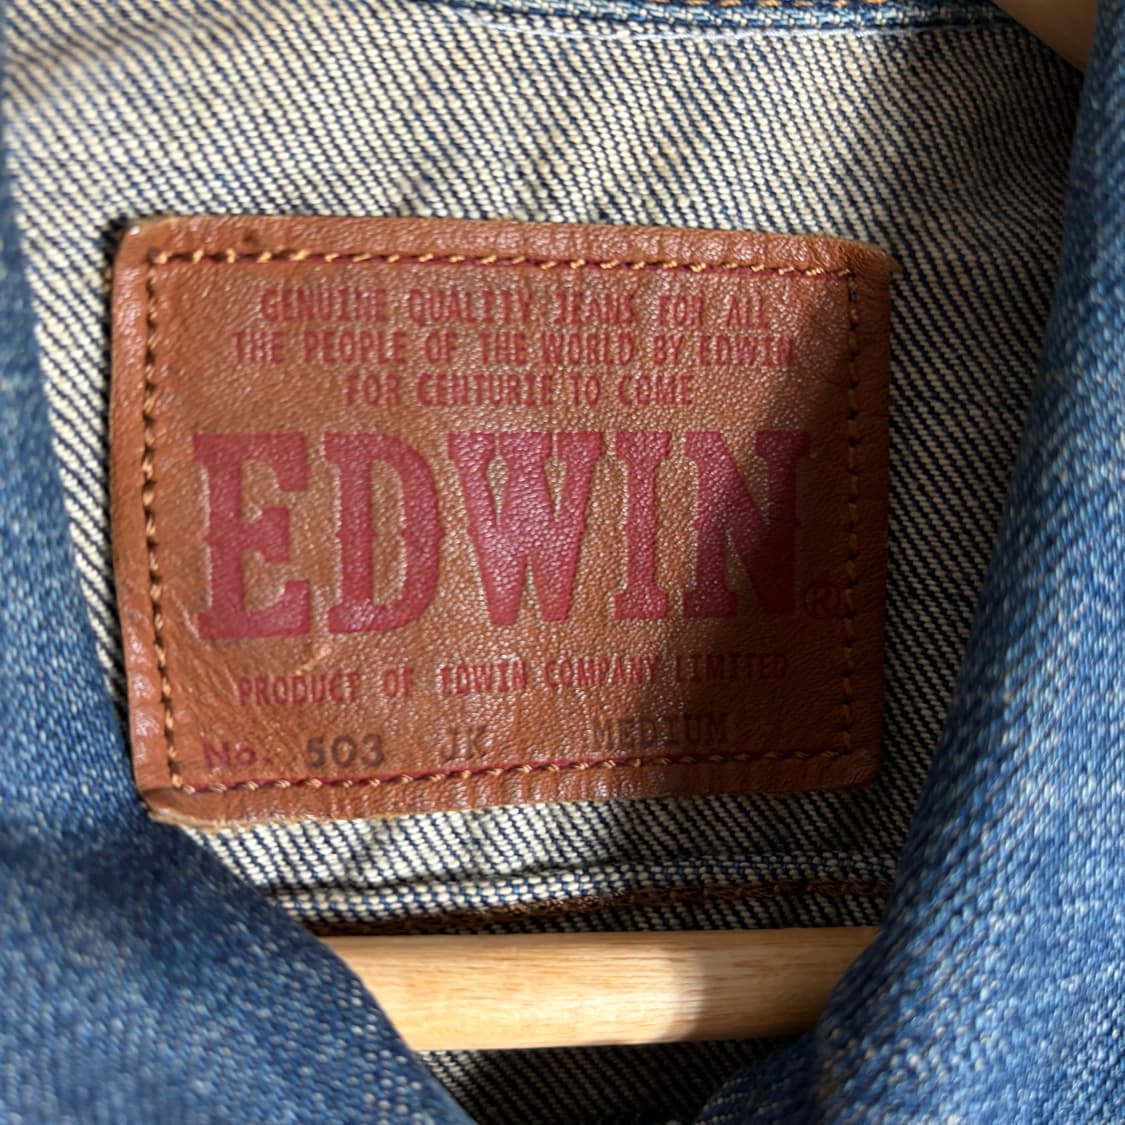 GENUINE QUALITY JEANS FOR ALL
THE PEOPLE OF THE WORLD BY EDWIN
FOR CENTURIE TO COME
EDWIN®
PRODUCT OF EDWIN COMPANY LIMITED
No. 503 JK MEDIUM